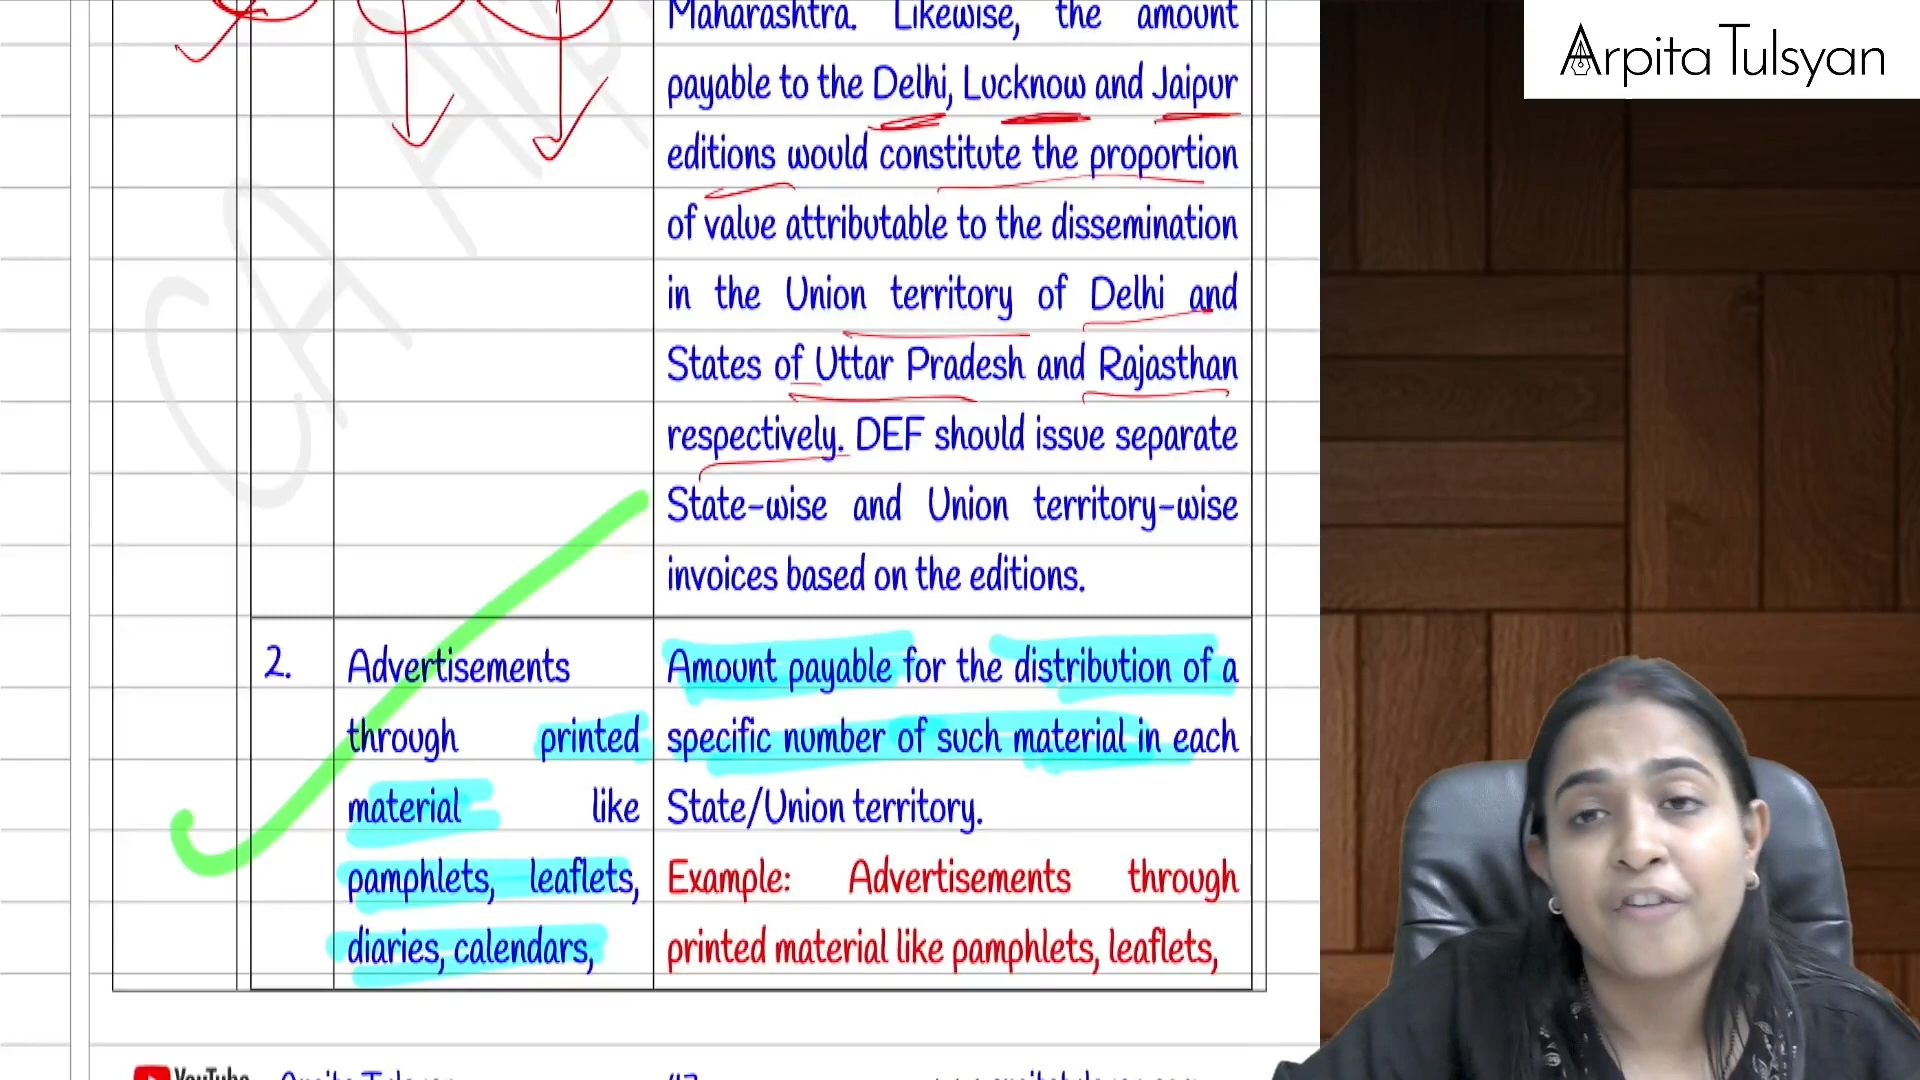 Arpita Tulsyan
Maharashtra. Likewise, the amount
payable to the Delhi, Lucknow and Jaipur
editions would constitute the proportion
of value attributable to the dissemination
in the Union territory of Delhi and
States of Uttar Pradesh and Rajasthan
respectively. DEF should issue separate
State-wise and Union territory-wise
invoices based on the editions.
2.
Advertisements
through printed
material like
pamphlets, leaflets,
diaries, calendars,
Amount payable for the distribution of a
specific number of such material in each
State/Union territory.
Example: Advertisements through
printed material like pamphlets, leaflets,
CA
YouTube Arpita Tulsyan